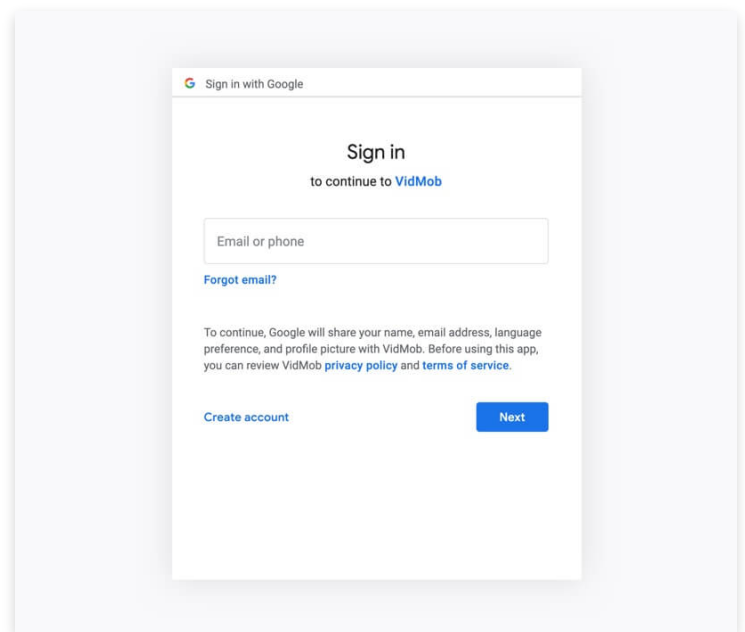 Sign in with Google
Sign in
to continue to VidMob
Email or phone
Forgot email?
To continue, Google will share your name, email address, language
preference, and profile picture with VidMob. Before using this app,
you can review VidMob privacy policy and terms of service.
Create account
Next